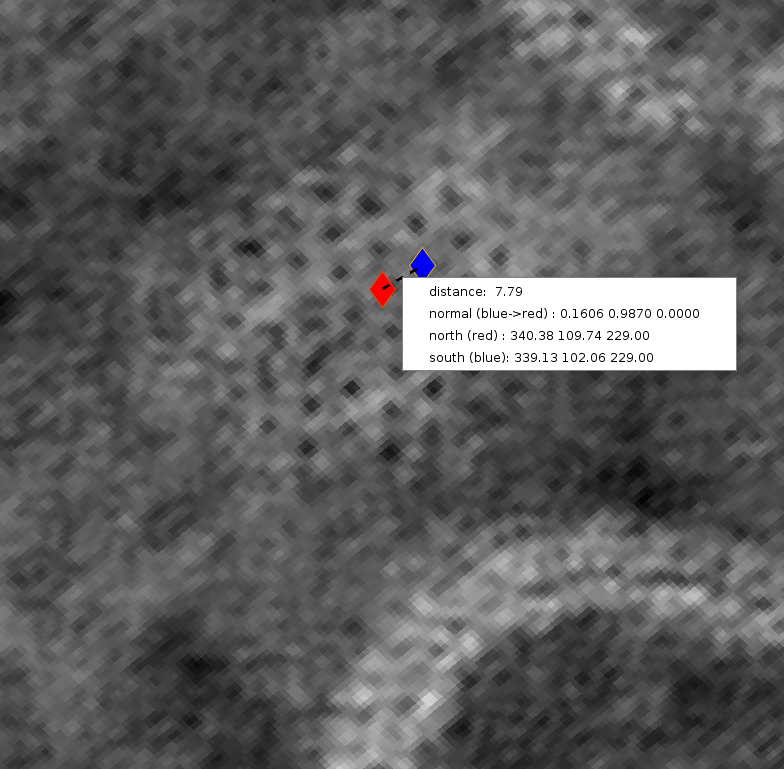 distance:  7.79
normal (blue->red) : 0.1606 0.9870 0.0000
north (red) : 340.38 109.74 229.00
south (blue): 339.13 102.06 229.00